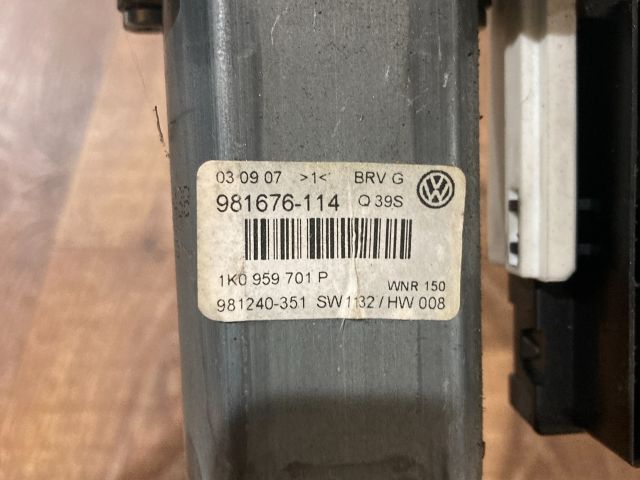 03 09 07 >1< BRV G
981676-114 Q 39S
1K0 959 701 P WNR 150
981240-351 SW 1132 / HW 008